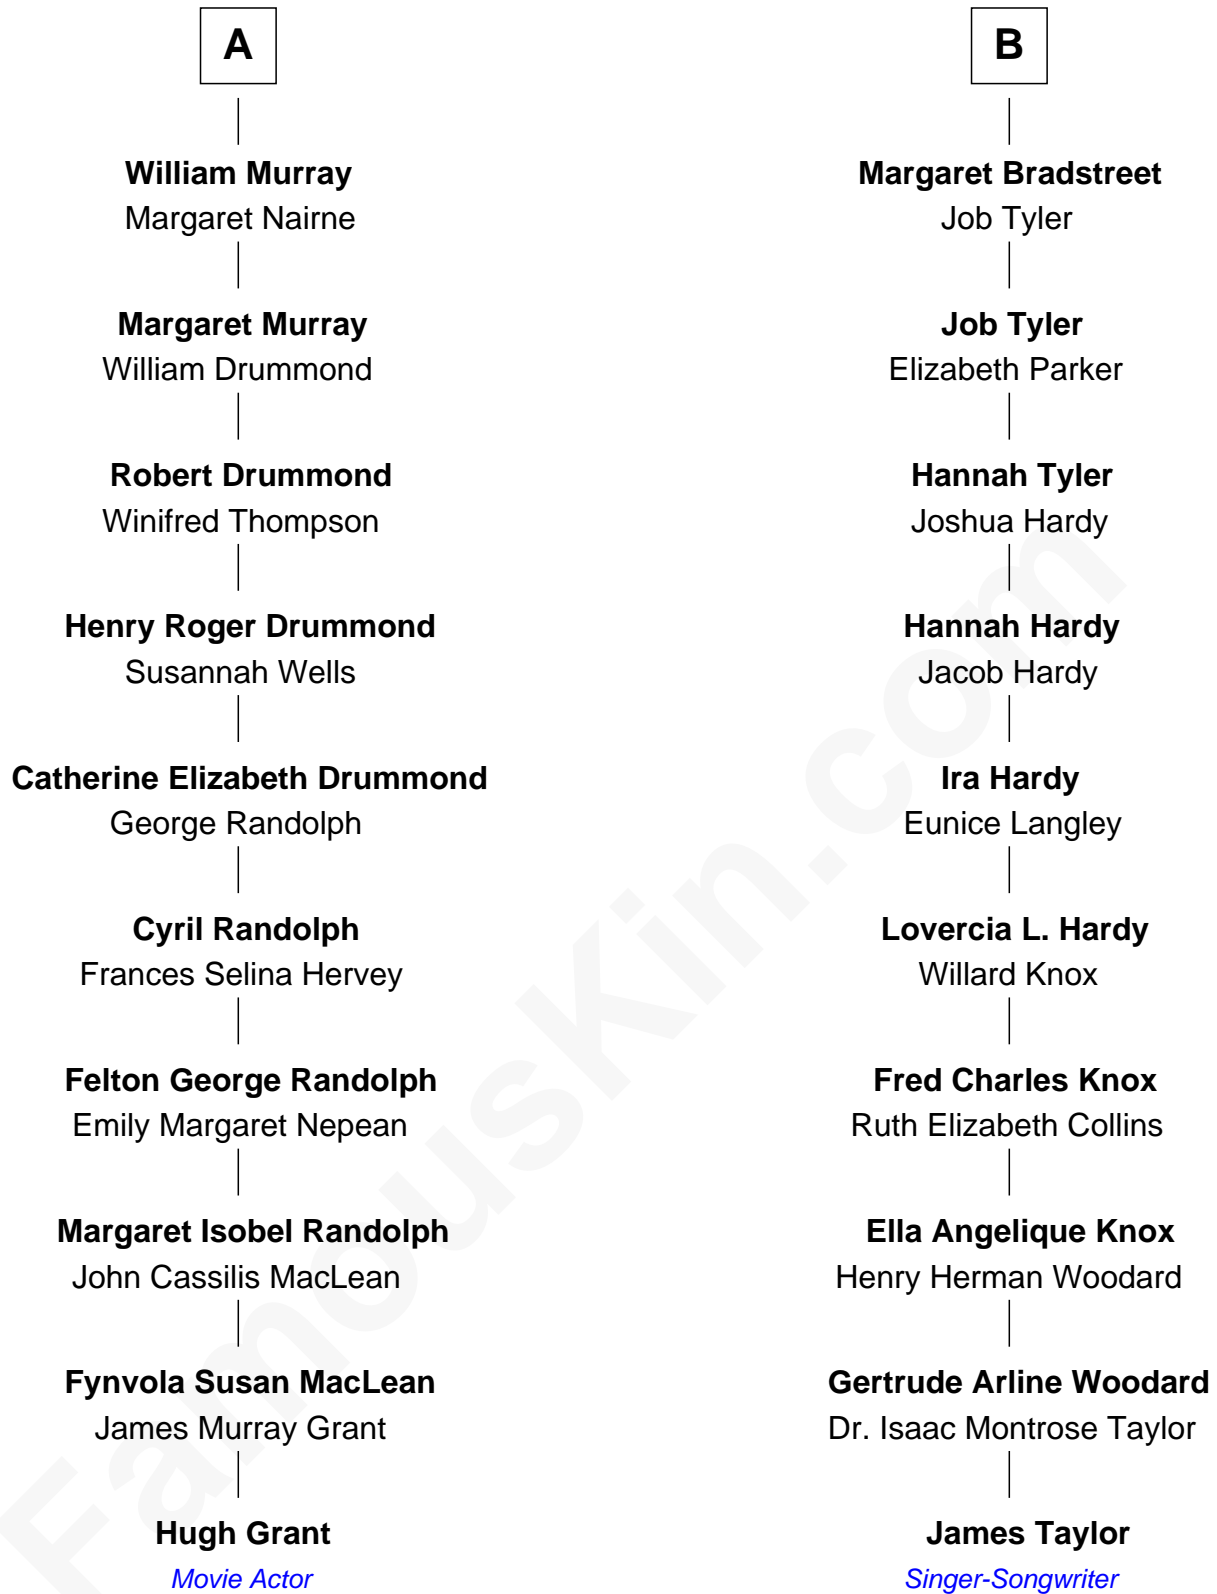 A
William Murray
Margaret Nairne
Margaret Murray
William Drummond
Robert Drummond
Winifred Thompson
Henry Roger Drummond
Susannah Wells
Catherine Elizabeth Drummond
George Randolph
Cyril Randolph
Frances Selina Hervey
Felton George Randolph
Emily Margaret Nepean
Margaret Isobel Randolph
John Cassilis MacLean
Fynvola Susan MacLean
James Murray Grant
Hugh Grant
Movie Actor
B
Margaret Bradstreet
Job Tyler
Job Tyler
Elizabeth Parker
Hannah Tyler
Joshua Hardy
Hannah Hardy
Jacob Hardy
Ira Hardy
Eunice Langley
Lovercia L. Hardy
Willard Knox
Fred Charles Knox
Ruth Elizabeth Collins
Ella Angelique Knox
Henry Herman Woodard
Gertrude Arline Woodard
Dr. Isaac Montrose Taylor
James Taylor
Singer-Songwriter
FamousKin.com